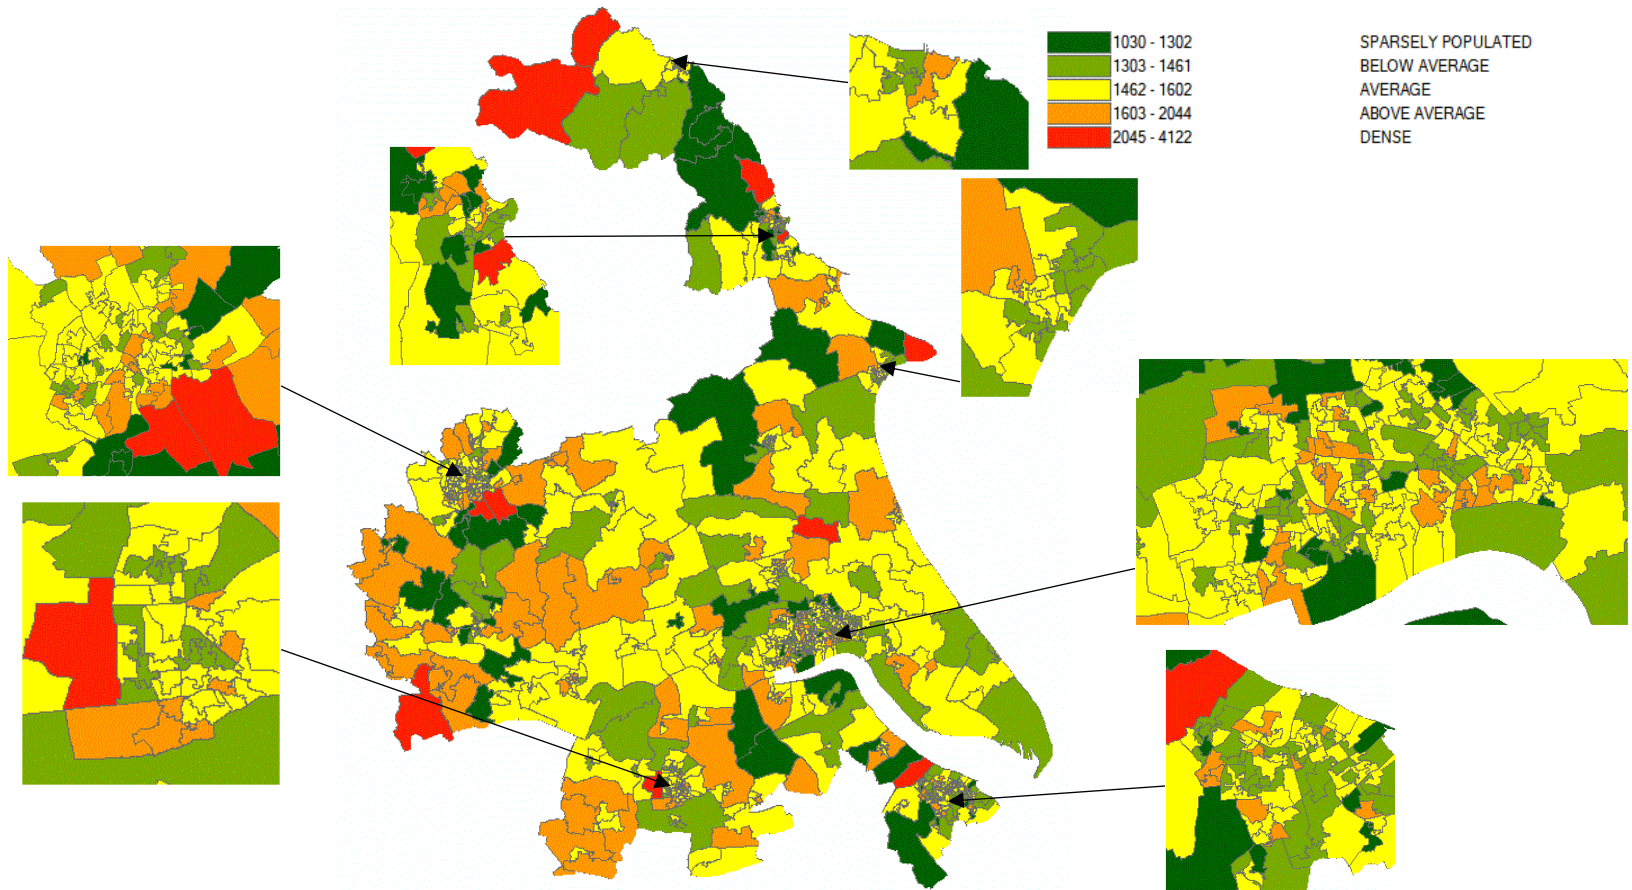 1030 - 1302 SPARSELY POPULATED
1303 - 1461 BELOW AVERAGE
1462 - 1602 AVERAGE
1603 - 2044 ABOVE AVERAGE
2045 - 4122 DENSE